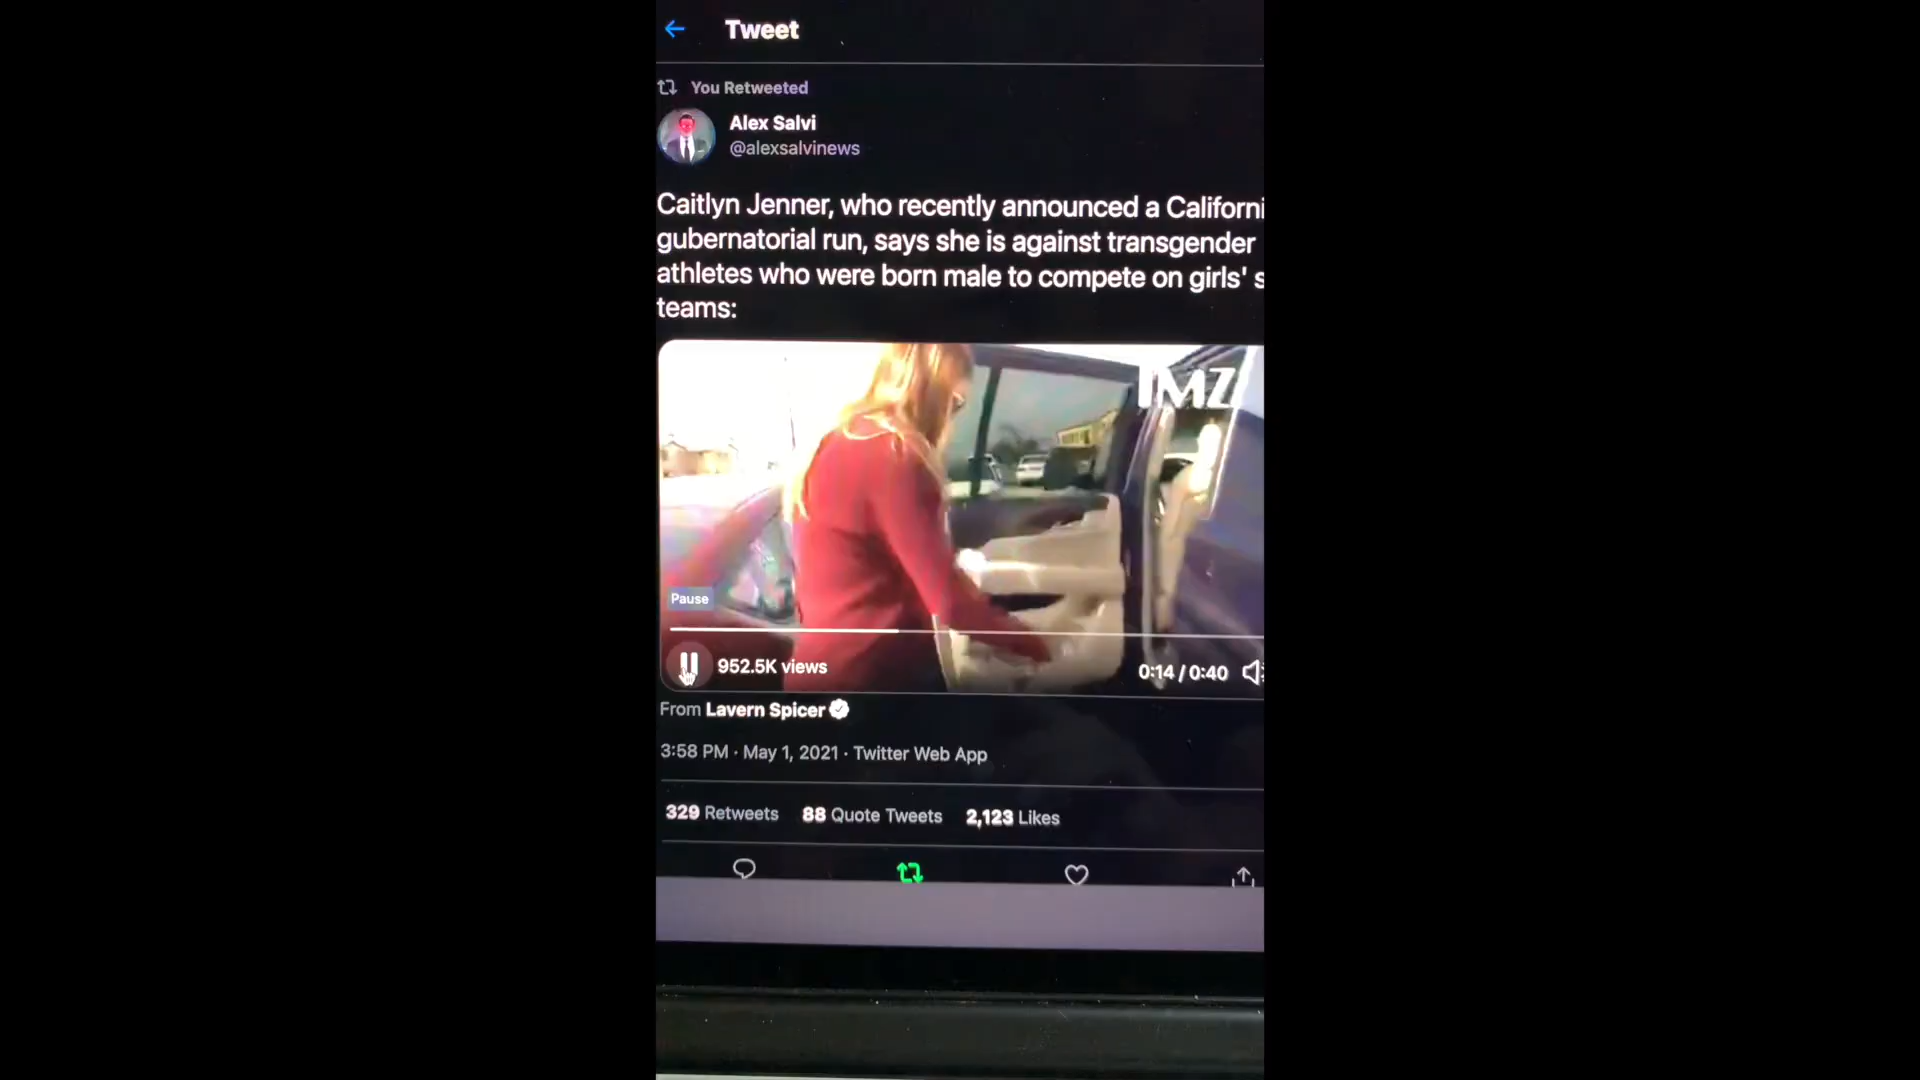 Tweet
You Retweeted
Alex Salvi
@alexsalvinews
Caitlyn Jenner, who recently announced a Californi
gubernatorial run, says she is against transgender
athletes who were born male to compete on girls' s
teams:
TMZ
Pause
952.5K views
0:14 / 0:40
From Lavern Spicer
3:58 PM · May 1, 2021 · Twitter Web App
329 Retweets 88 Quote Tweets 2,123 Likes